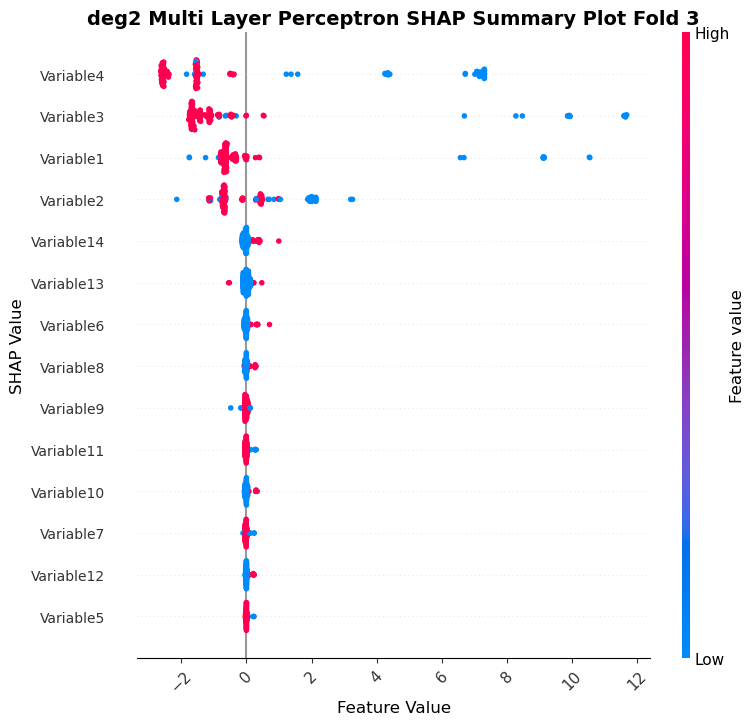 deg2 Multi Layer Perceptron SHAP Summary Plot Fold 3
High
Variable4
Variable3
Variable1
Variable2
Variable14
Variable13
Variable6
Variable8
Variable9
Variable11
Variable10
Variable7
Variable12
Variable5
SHAP Value
Feature value
Low
−2
0
2
4
6
8
10
12
Feature Value